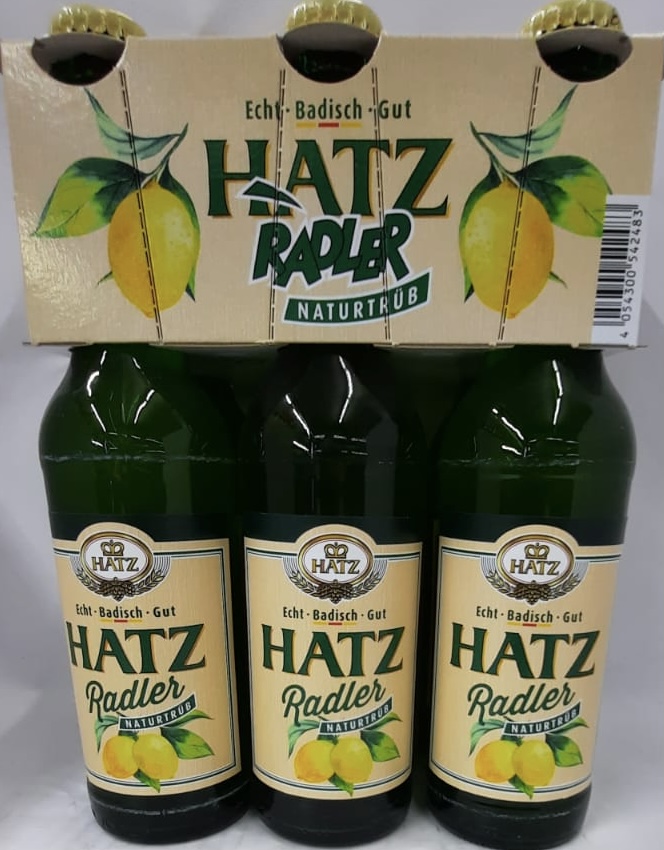 Echt · Badisch · Gut
HATZ
RADLER
NATURTRÜB
4 054300 542483
HATZ
Echt · Badisch · Gut
HATZ
Radler
NATURTRÜB
HATZ
Echt · Badisch · Gut
HATZ
Radler
NATURTRÜB
HATZ
Echt · Badisch · Gut
HATZ
Radler
NATURTRÜB